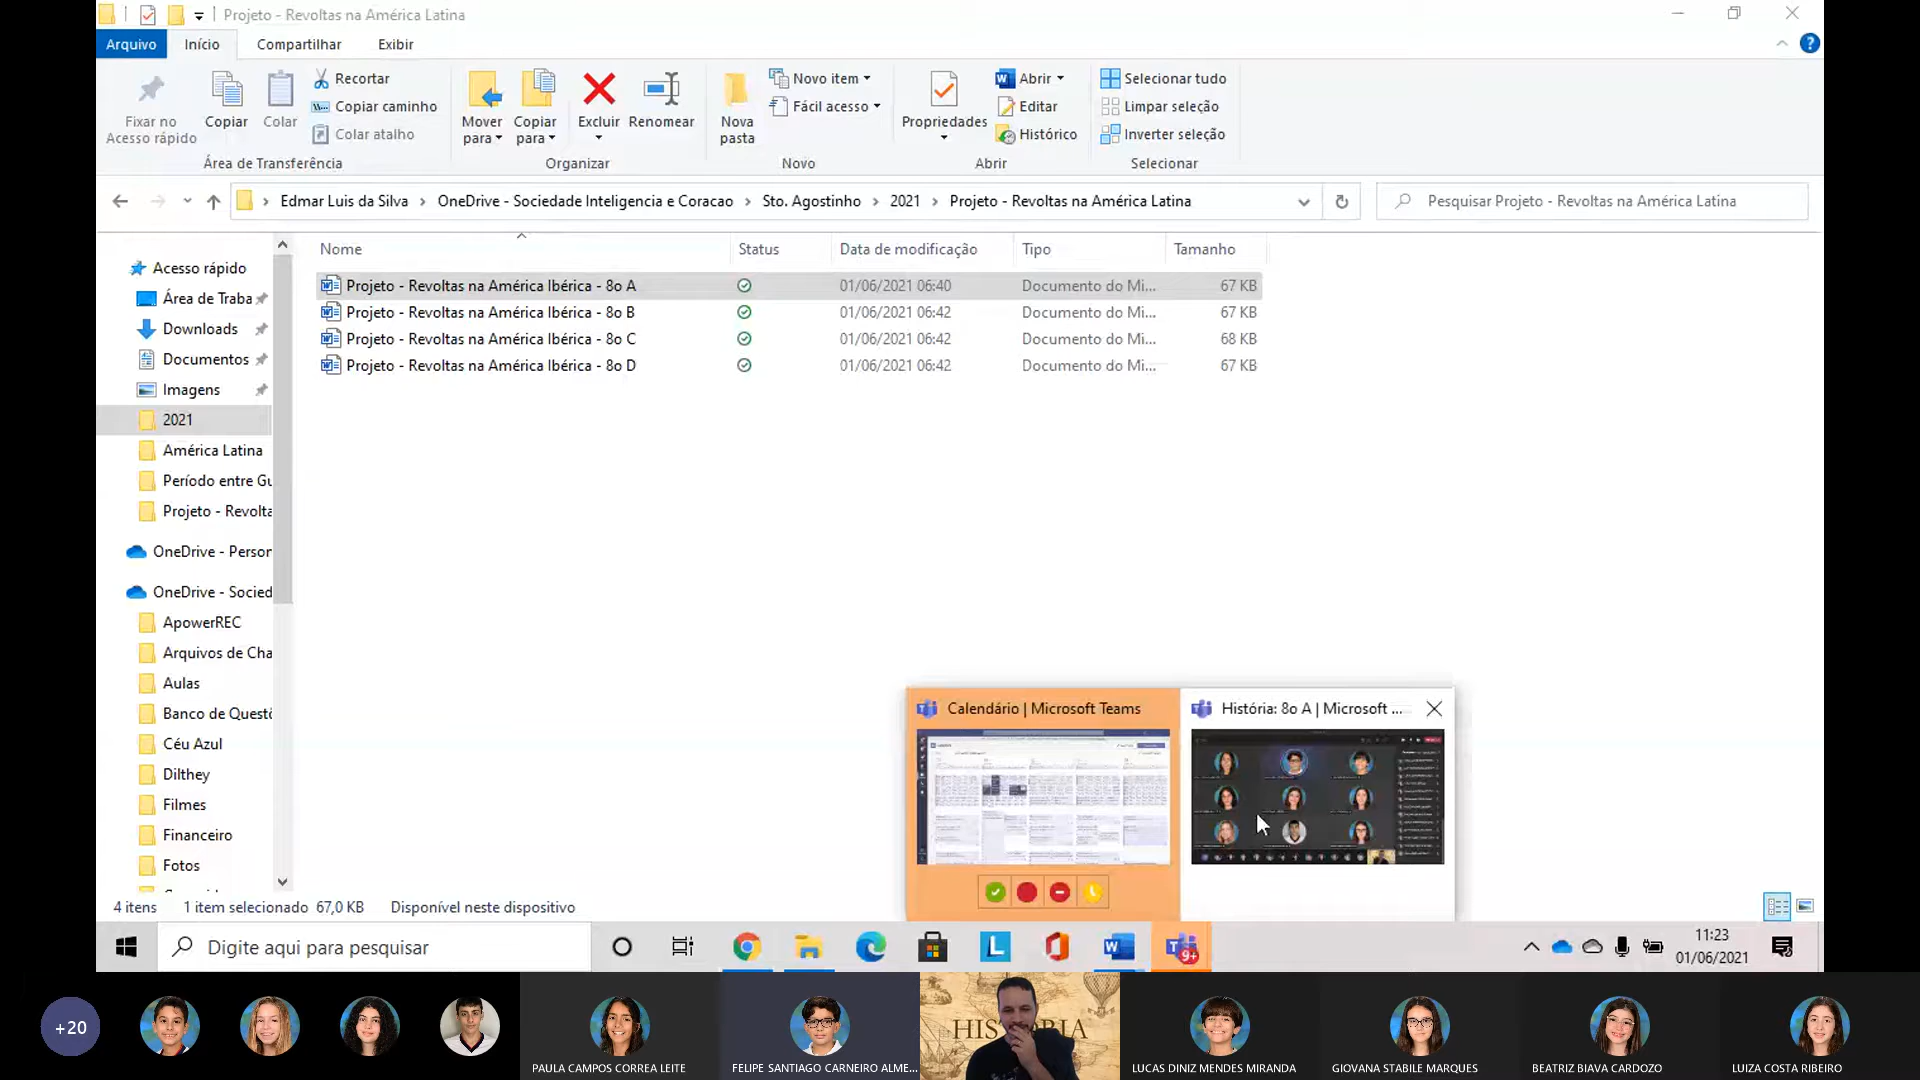 Projeto - Revoltas na América Latina
Arquivo Início Compartilhar Exibir
Fixar no Acesso rápido
Copiar
Colar
Recortar
Copiar caminho
Colar atalho
Mover para
Copiar para
Excluir
Renomear
Nova pasta
Novo item
Fácil acesso
Propriedades
Abrir
Editar
Histórico
Selecionar tudo
Limpar seleção
Inverter seleção
Área de Transferência Organizar Novo Abrir Selecionar
Edmar Luis da Silva OneDrive - Sociedade Inteligencia e Coracao Sto. Agostinho 2021 Projeto - Revoltas na América Latina
Pesquisar Projeto - Revoltas na América Latina
Nome Status Data de modificação Tipo Tamanho
Projeto - Revoltas na América Ibérica - 8o A 01/06/2021 06:40 Documento do Mi... 67 KB
Projeto - Revoltas na América Ibérica - 8o B 01/06/2021 06:42 Documento do Mi... 67 KB
Projeto - Revoltas na América Ibérica - 8o C 01/06/2021 06:42 Documento do Mi... 68 KB
Projeto - Revoltas na América Ibérica - 8o D 01/06/2021 06:42 Documento do Mi... 67 KB
Acesso rápido
Área de Traba
Downloads
Documentos
Imagens
2021
América Latina
Período entre Gu
Projeto - Revolta
OneDrive - Person
OneDrive - Socied
ApowerREC
Arquivos de Cha
Aulas
Banco de Questõ
Céu Azul
Dilthey
Filmes
Financeiro
Fotos
Calendário | Microsoft Teams
História: 8o A | Microsoft ...
4 itens 1 item selecionado 67,0 KB Disponível neste dispositivo
Digite aqui para pesquisar
9+
11:23
01/06/2021
+20
HISTÓRIA
PAULA CAMPOS CORREA LEITE
FELIPE SANTIAGO CARNEIRO ALME...
LUCAS DINIZ MENDES MIRANDA
GIOVANA STABILE MARQUES
BEATRIZ BIAVA CARDOZO
LUIZA COSTA RIBEIRO